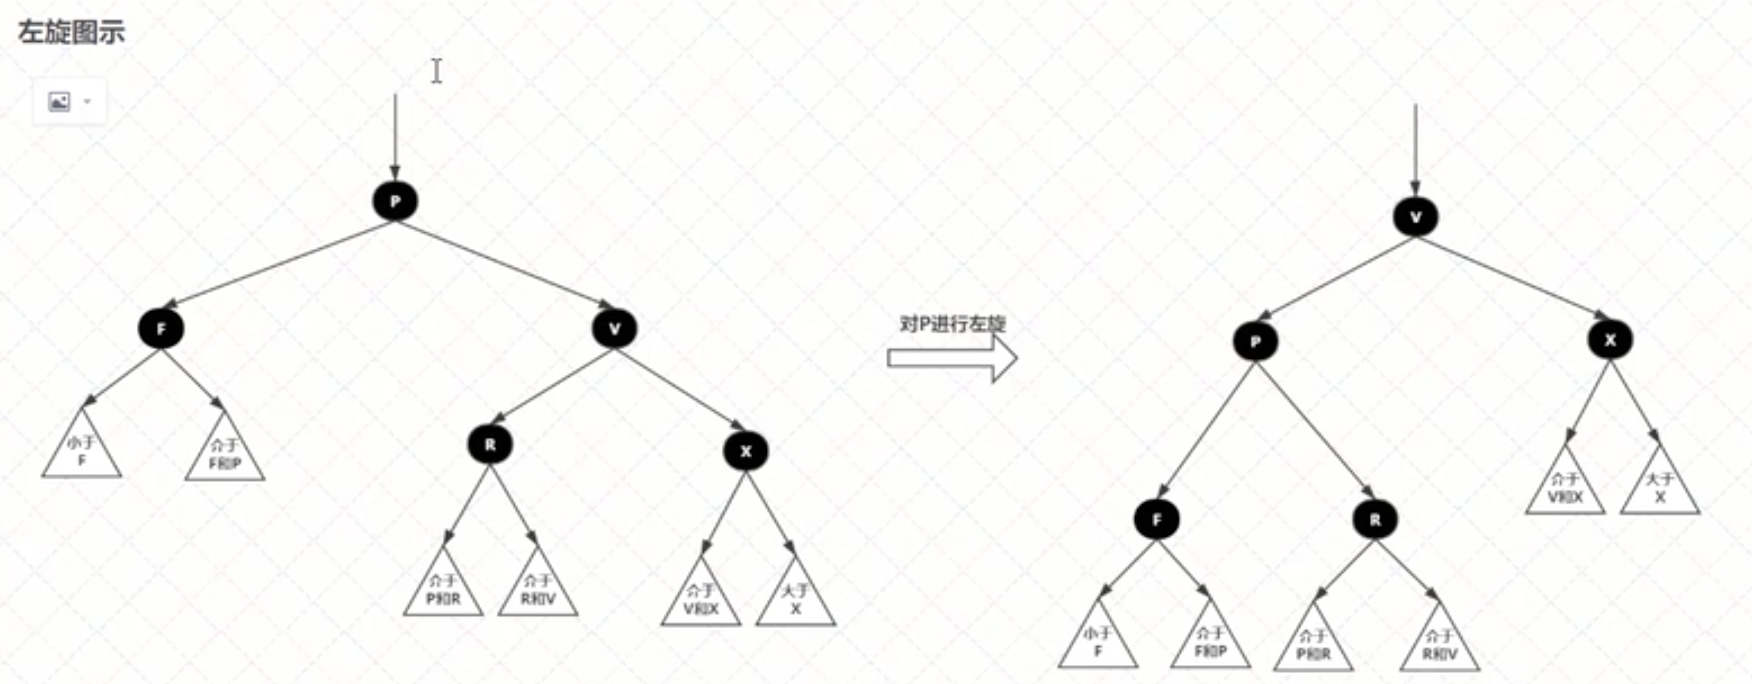 左旋图示
P
F
V
小于
F
介于
F和P
R
X
介于
P和R
介于
R和V
介于
V和X
大于
X
对P进行左旋
V
P
X
F
R
介于
V和X
大于
X
小于
F
介于
F和P
介于
P和R
介于
R和V